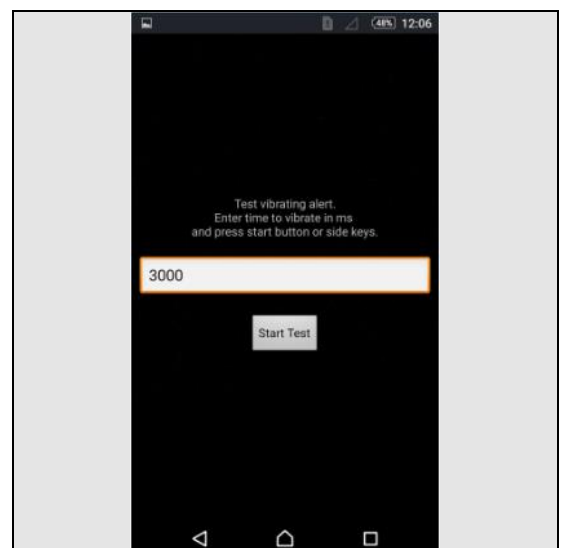 48% 12:06
Test vibrating alert.
Enter time to vibrate in ms
and press start button or side keys.
3000
Start Test